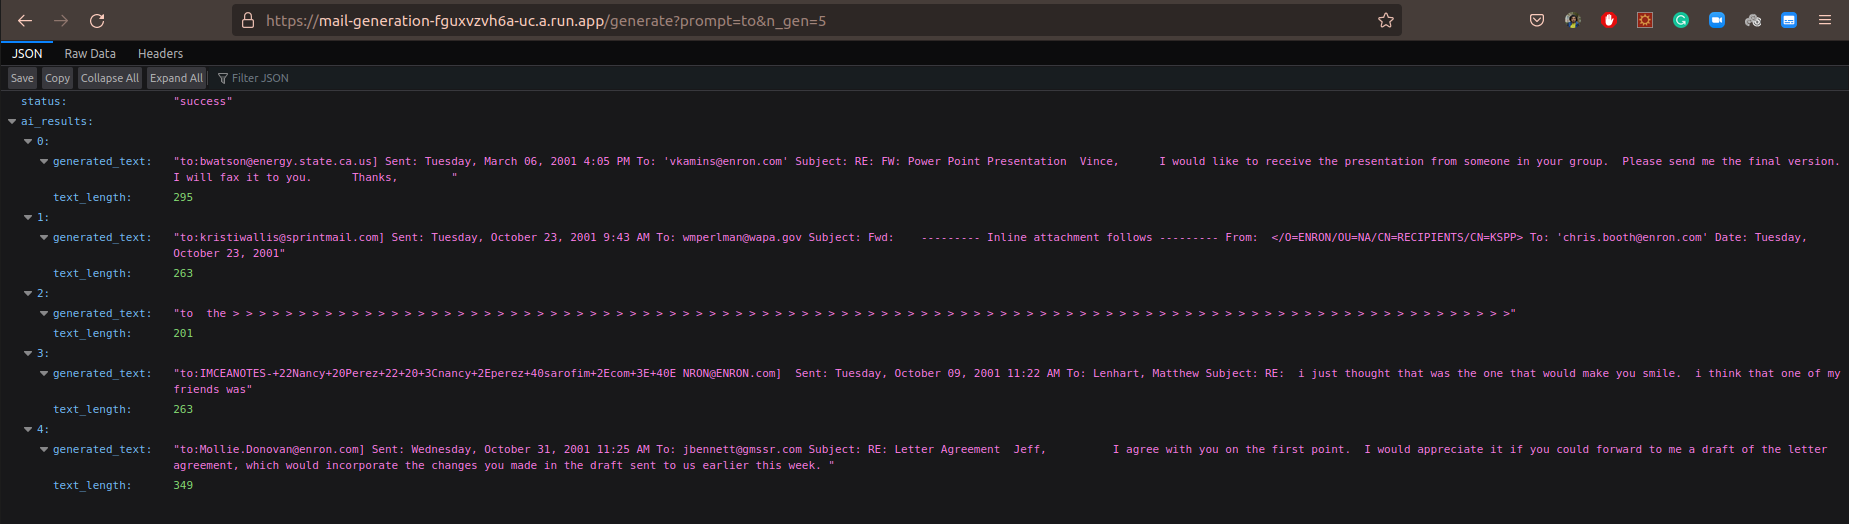 https://mail-generation-fguxvzvh6a-uc.a.run.app/generate?prompt=to&n_gen=5
JSON Raw Data Headers
Save Copy Collapse All Expand All Filter JSON
status: "success"
ai_results:
0:
generated_text: "to:bwatson@energy.state.ca.us] Sent: Tuesday, March 06, 2001 4:05 PM To: 'vkamins@enron.com' Subject: RE: FW: Power Point Presentation Vince, I would like to receive the presentation from someone in your group. Please send me the final version.
I will fax it to you. Thanks, "
text_length: 295
1:
generated_text: "to:kristiwallis@sprintmail.com] Sent: Tuesday, October 23, 2001 9:43 AM To: wmperlman@wapa.gov Subject: Fwd: --------- Inline attachment follows --------- From: </O=ENRON/OU=NA/CN=RECIPIENTS/CN=KSPP> To: 'chris.booth@enron.com' Date: Tuesday,
October 23, 2001"
text_length: 263
2:
generated_text: "to the > > > > > > > > > > > > > > > > > > > > > > > > > > > > > > > > > > > > > > > > > > > > > > > > > > > > > > > > > > > > > > > > > > > > > > > > > > > > > > > > > > > > > > > > > > > > > > > > >"
text_length: 201
3:
generated_text: "to:IMCEANOTES-+22Nancy+20Perez+22+20+3Cnancy+2Eperez+40sarofim+2Ecom+3E+40E NRON@ENRON.com] Sent: Tuesday, October 09, 2001 11:22 AM To: Lenhart, Matthew Subject: RE: i just thought that was the one that would make you smile. i think that one of my
friends was"
text_length: 263
4:
generated_text: "to:Mollie.Donovan@enron.com] Sent: Wednesday, October 31, 2001 11:25 AM To: jbennett@gmssr.com Subject: RE: Letter Agreement Jeff, I agree with you on the first point. I would appreciate it if you could forward to me a draft of the letter
agreement, which would incorporate the changes you made in the draft sent to us earlier this week. "
text_length: 349